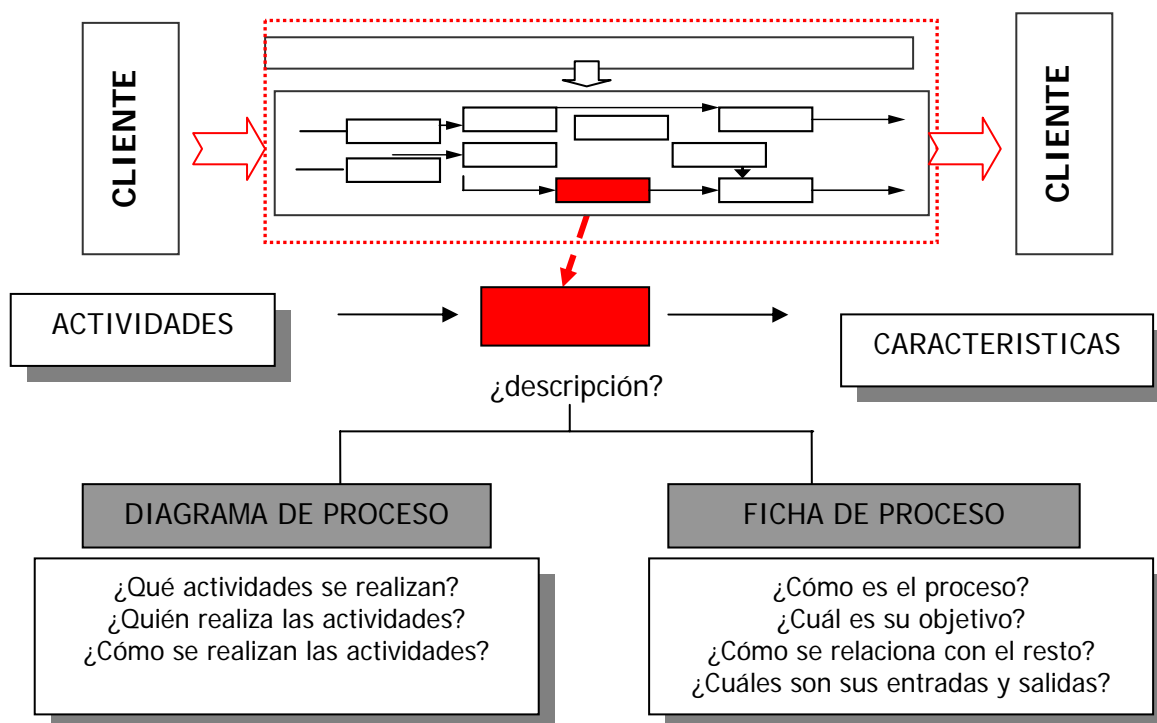 CLIENTE
CLIENTE
ACTIVIDADES
CARACTERISTICAS
¿descripción?
DIAGRAMA DE PROCESO
FICHA DE PROCESO
¿Qué actividades se realizan?
¿Quién realiza las actividades?
¿Cómo se realizan las actividades?
¿Cómo es el proceso?
¿Cuál es su objetivo?
¿Cómo se relaciona con el resto?
¿Cuáles son sus entradas y salidas?